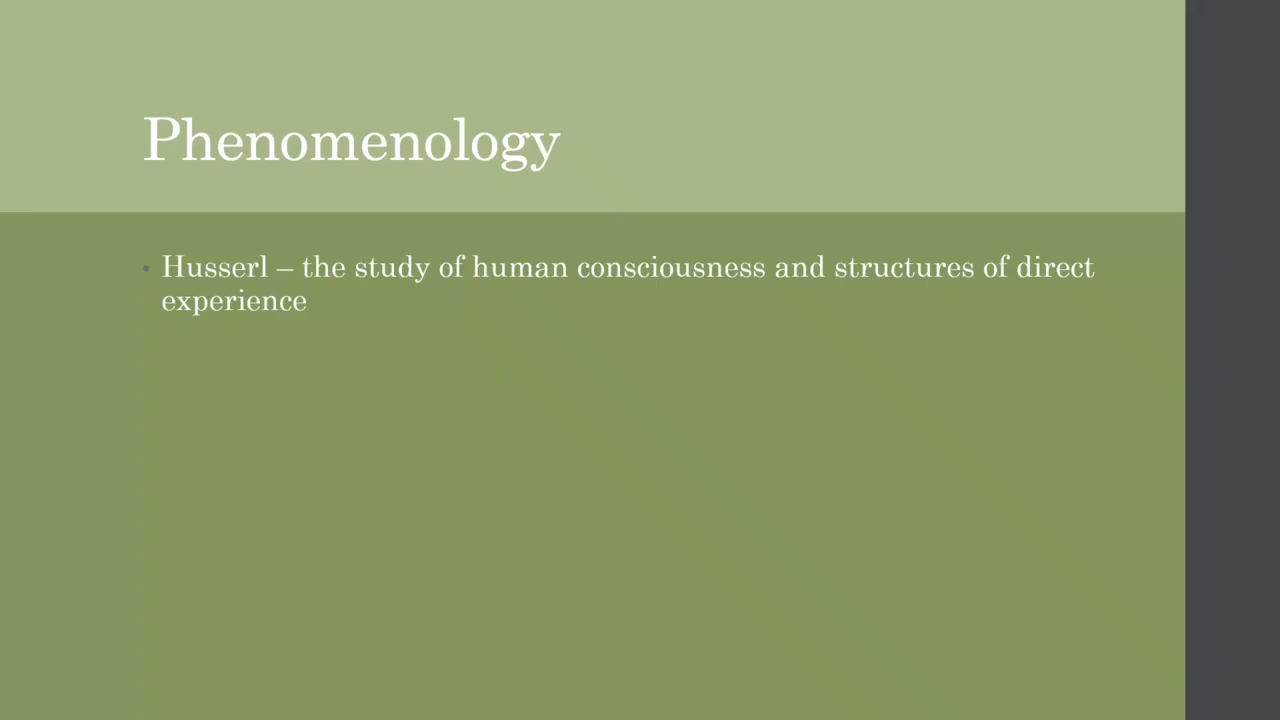 Phenomenology
• Husserl – the study of human consciousness and structures of direct
experience